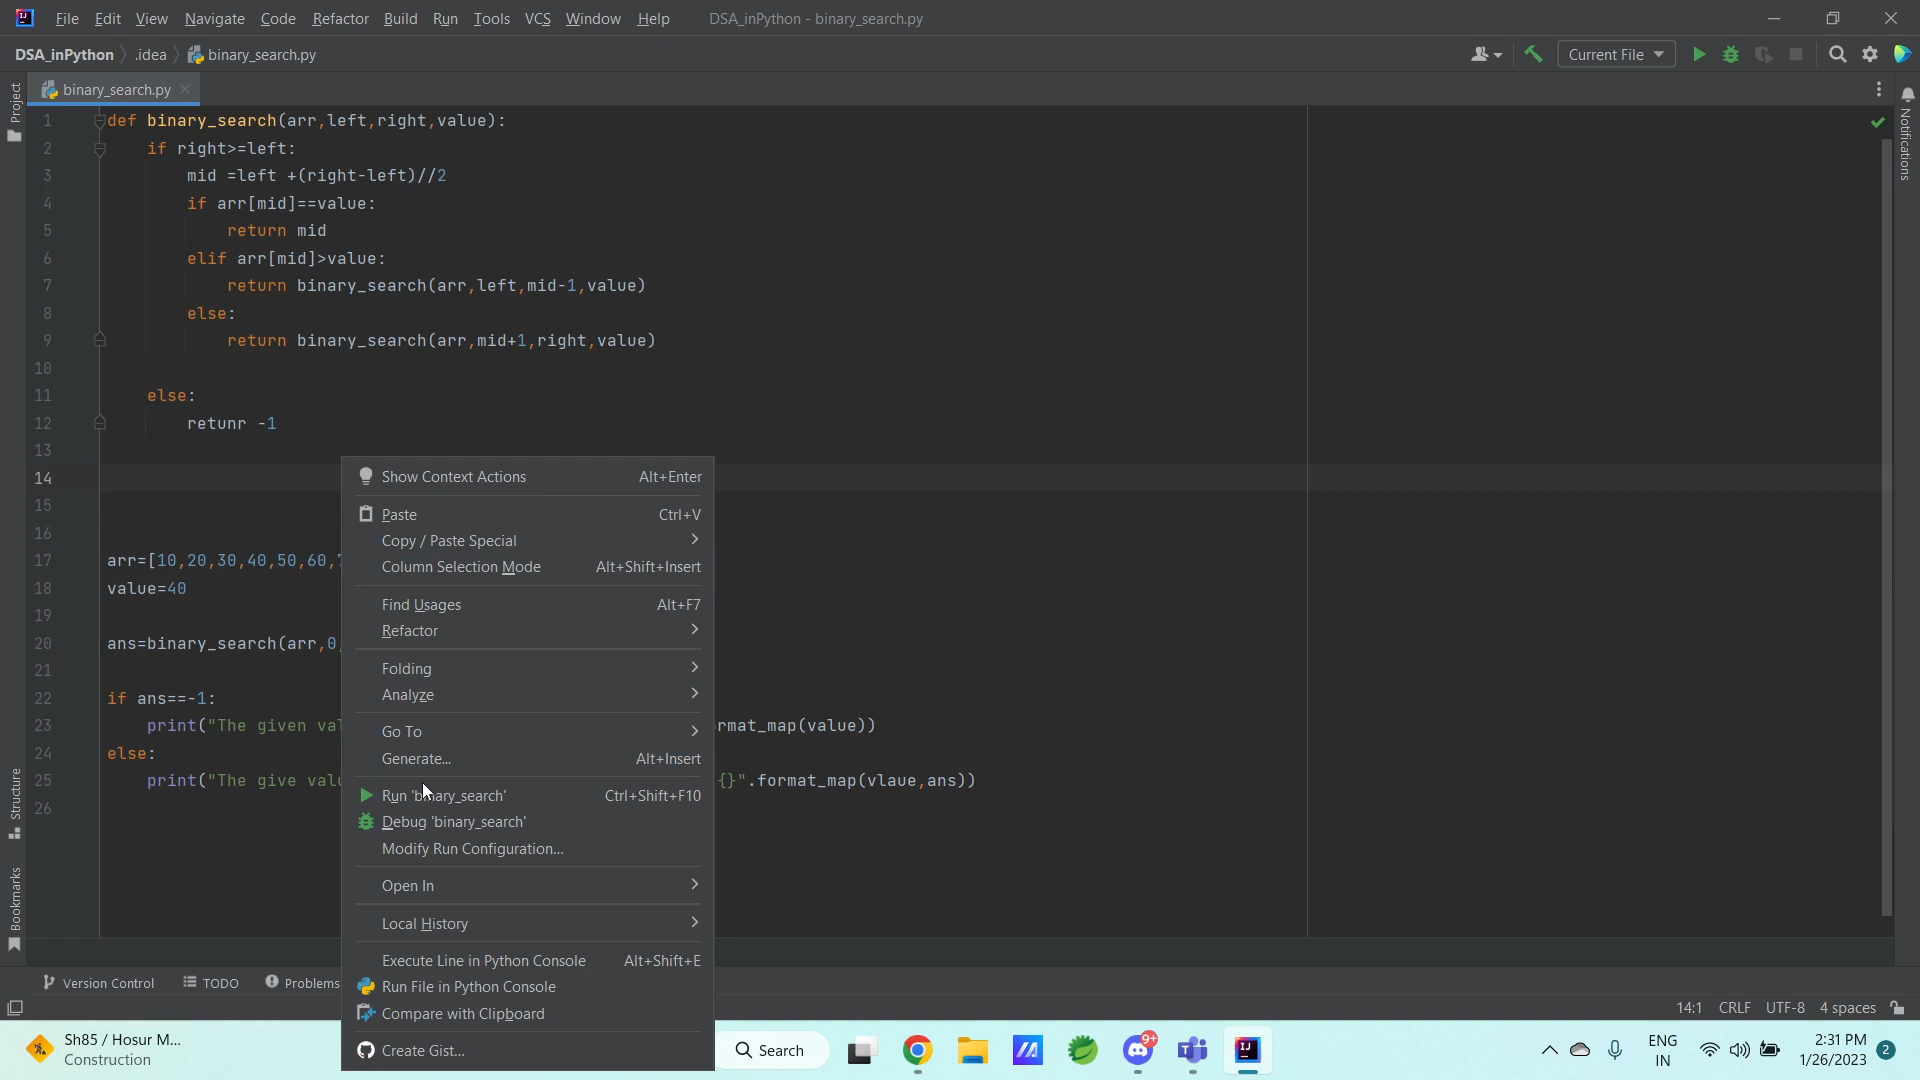 File Edit View Navigate Code Refactor Build Run Tools VCS Window Help DSA_inPython - binary_search.py
DSA_inPython .idea binary_search.py Current File
Project
binary_search.py
Notifications
1 def binary_search(arr,left,right,value):
2 if right>=left:
3 mid =left +(right-left)//2
4 if arr[mid]==value:
5 return mid
6 elif arr[mid]>value:
7 return binary_search(arr,left,mid-1,value)
8 else:
9 return binary_search(arr,mid+1,right,value)
10
11 else:
12 retunr -1
13
14
15
16
17 arr=[10,20,30,40,50,60,
18 value=40
19
20 ans=binary_search(arr,0,
21
22 if ans==-1:
23 print("The given val rmat_map(value))
24 else:
25 print("The give valu {}".format_map(vlaue,ans))
26
Show Context Actions Alt+Enter
Paste Ctrl+V
Copy / Paste Special
Column Selection Mode Alt+Shift+Insert
Find Usages Alt+F7
Refactor
Folding
Analyze
Go To
Generate... Alt+Insert
Run 'binary_search' Ctrl+Shift+F10
Debug 'binary_search'
Modify Run Configuration...
Open In
Local History
Execute Line in Python Console Alt+Shift+E
Run File in Python Console
Compare with Clipboard
Create Gist...
Structure
Bookmarks
Version Control TODO Problems
14:1 CRLF UTF-8 4 spaces
Sh85 / Hosur M...
Construction
Search
9+
ENG
IN
2:31 PM
1/26/2023
2